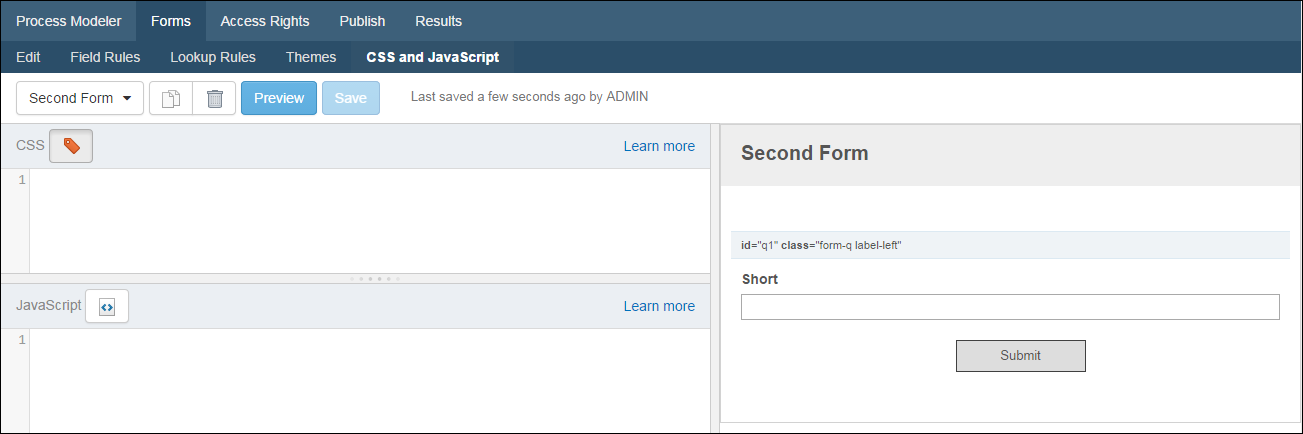 Process Modeler Forms Access Rights Publish Results
Edit Field Rules Lookup Rules Themes CSS and JavaScript
Second Form Preview Save Last saved a few seconds ago by ADMIN
CSS Learn more
1
JavaScript Learn more
1
Second Form
id="q1" class="form-q label-left"
Short
Submit